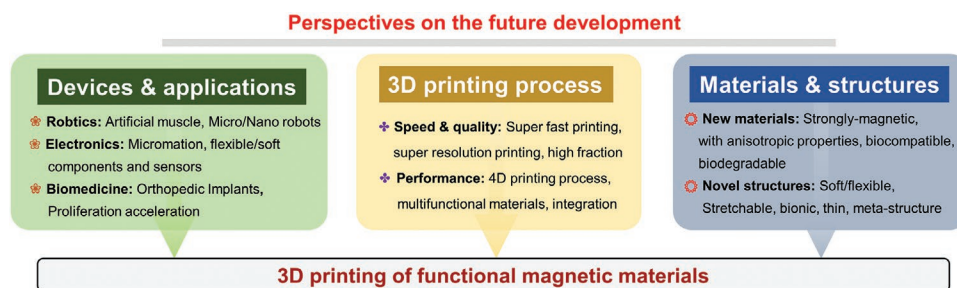 Perspectives on the future development
Devices & applications
Robtics: Artificial muscle, Micro/Nano robots
Electronics: Micromation, flexible/soft
components and sensors
Biomedicine: Orthopedic Implants,
Proliferation acceleration
3D printing process
Speed & quality: Super fast printing,
super resolution printing, high fraction
Performance: 4D printing process,
multifunctional materials, integration
Materials & structures
New materials: Strongly-magnetic,
with anisotropic properties, biocompatible,
biodegradable
Novel structures: Soft/flexible,
Stretchable, bionic, thin, meta-structure
3D printing of functional magnetic materials